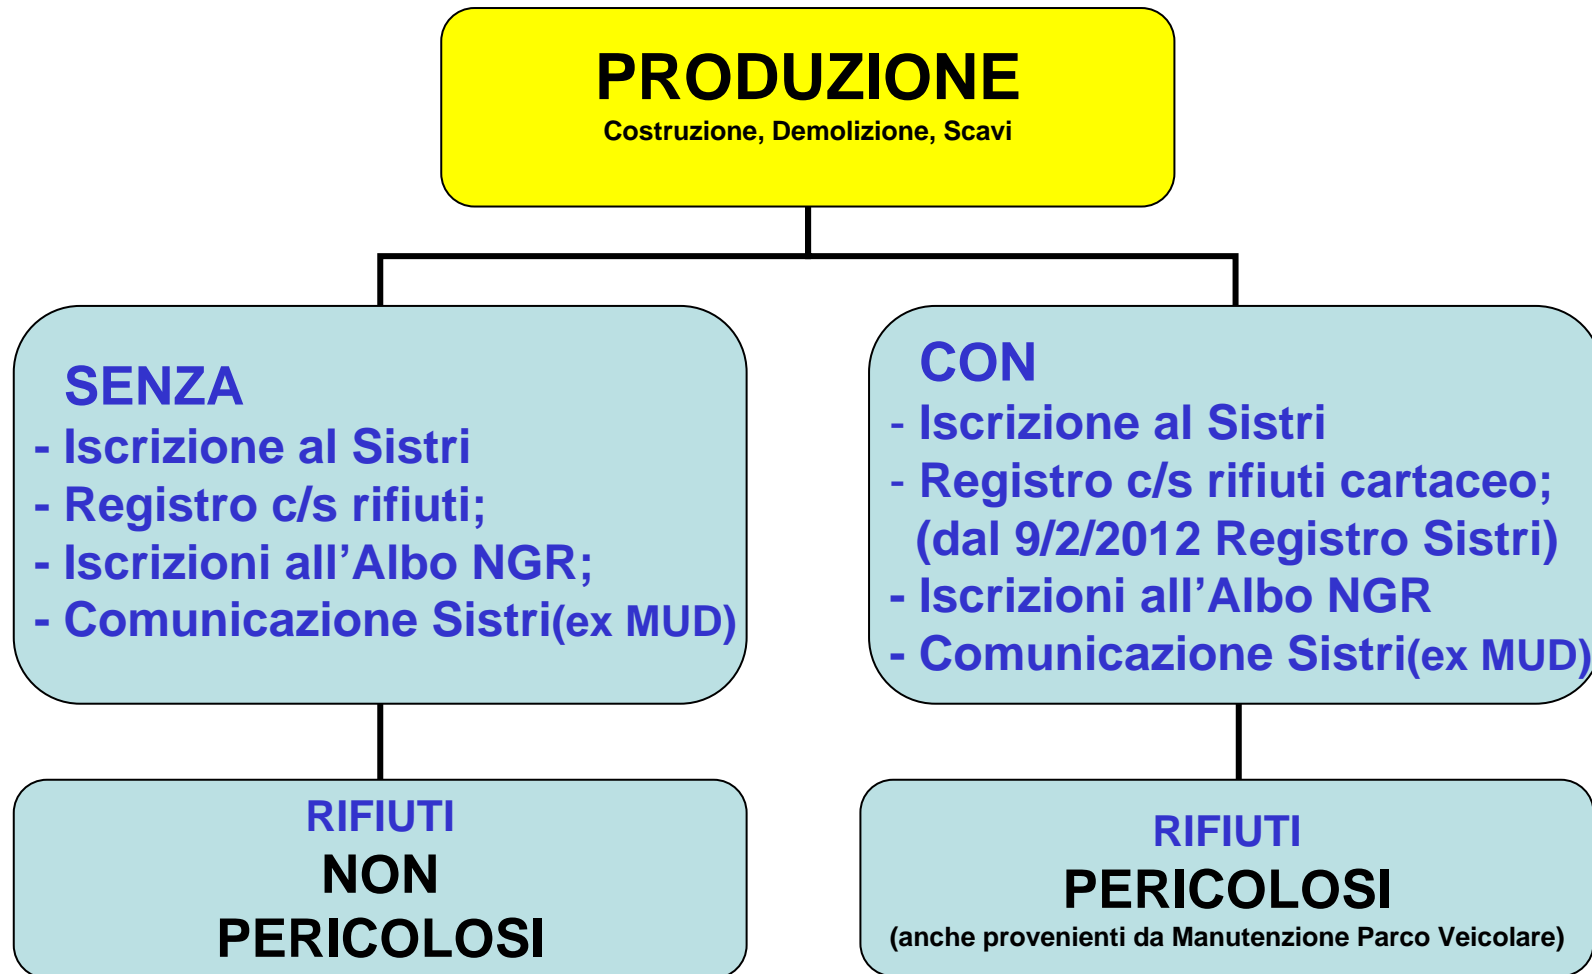 PRODUZIONE
Costruzione, Demolizione, Scavi
SENZA
- Iscrizione al Sistri
- Registro c/s rifiuti;
- Iscrizioni all’Albo NGR;
- Comunicazione Sistri(ex MUD)
CON
- Iscrizione al Sistri
- Registro c/s rifiuti cartaceo;
(dal 9/2/2012 Registro Sistri)
- Iscrizioni all’Albo NGR
- Comunicazione Sistri(ex MUD)
RIFIUTI
NON
PERICOLOSI
RIFIUTI
PERICOLOSI
(anche provenienti da Manutenzione Parco Veicolare)